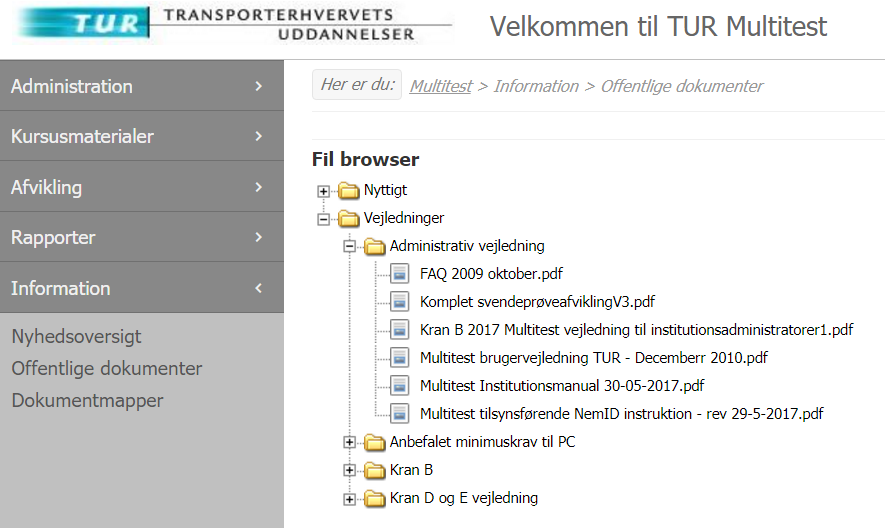 TUR TRANSPORTERHVERVETS
UDDANNELSER
Velkommen til TUR Multitest
Administration
Kursusmaterialer
Afvikling
Rapporter
Information
Nyhedsoversigt
Offentlige dokumenter
Dokumentmapper
Her er du: Multitest > Information > Offentlige dokumenter
Fil browser
Nyttigt
Vejledninger
Administrativ vejledning
FAQ 2009 oktober.pdf
Komplet svendeprøveafviklingV3.pdf
Kran B 2017 Multitest vejledning til institutionsadministratorer1.pdf
Multitest brugervejledning TUR - Decemberr 2010.pdf
Multitest Institutionsmanual 30-05-2017.pdf
Multitest tilsynsførende NemID instruktion - rev 29-5-2017.pdf
Anbefalet minimuskrav til PC
Kran B
Kran D og E vejledning